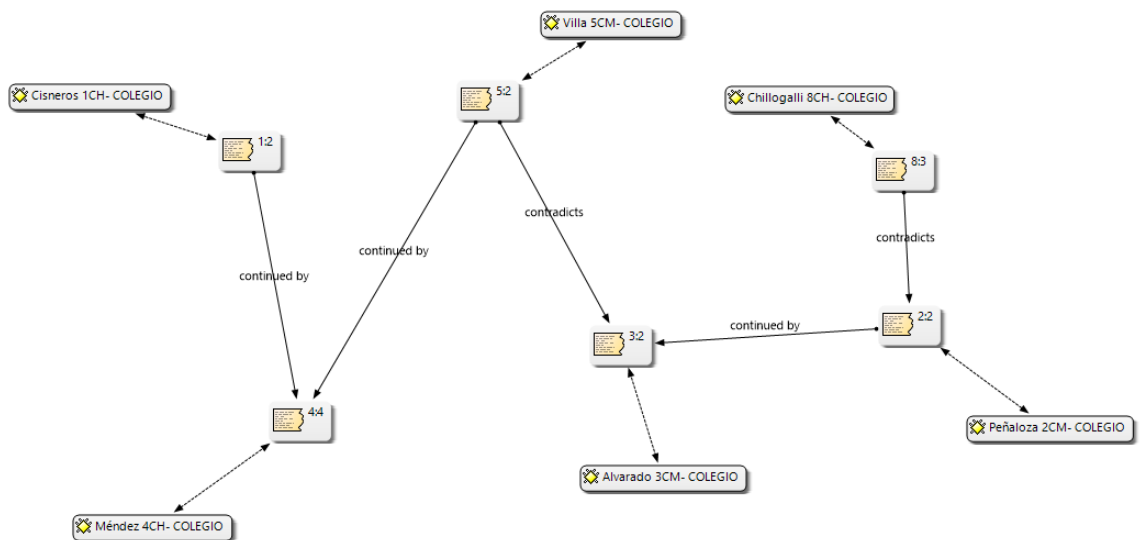 Villa 5CM- COLEGIO
Cisneros 1CH- COLEGIO
5:2
Chillogalli 8CH- COLEGIO
1:2
8:3
contradicts
contradicts
continued by
continued by
2:2
continued by
3:2
4:4
Peñaloza 2CM- COLEGIO
Alvarado 3CM- COLEGIO
Méndez 4CH- COLEGIO